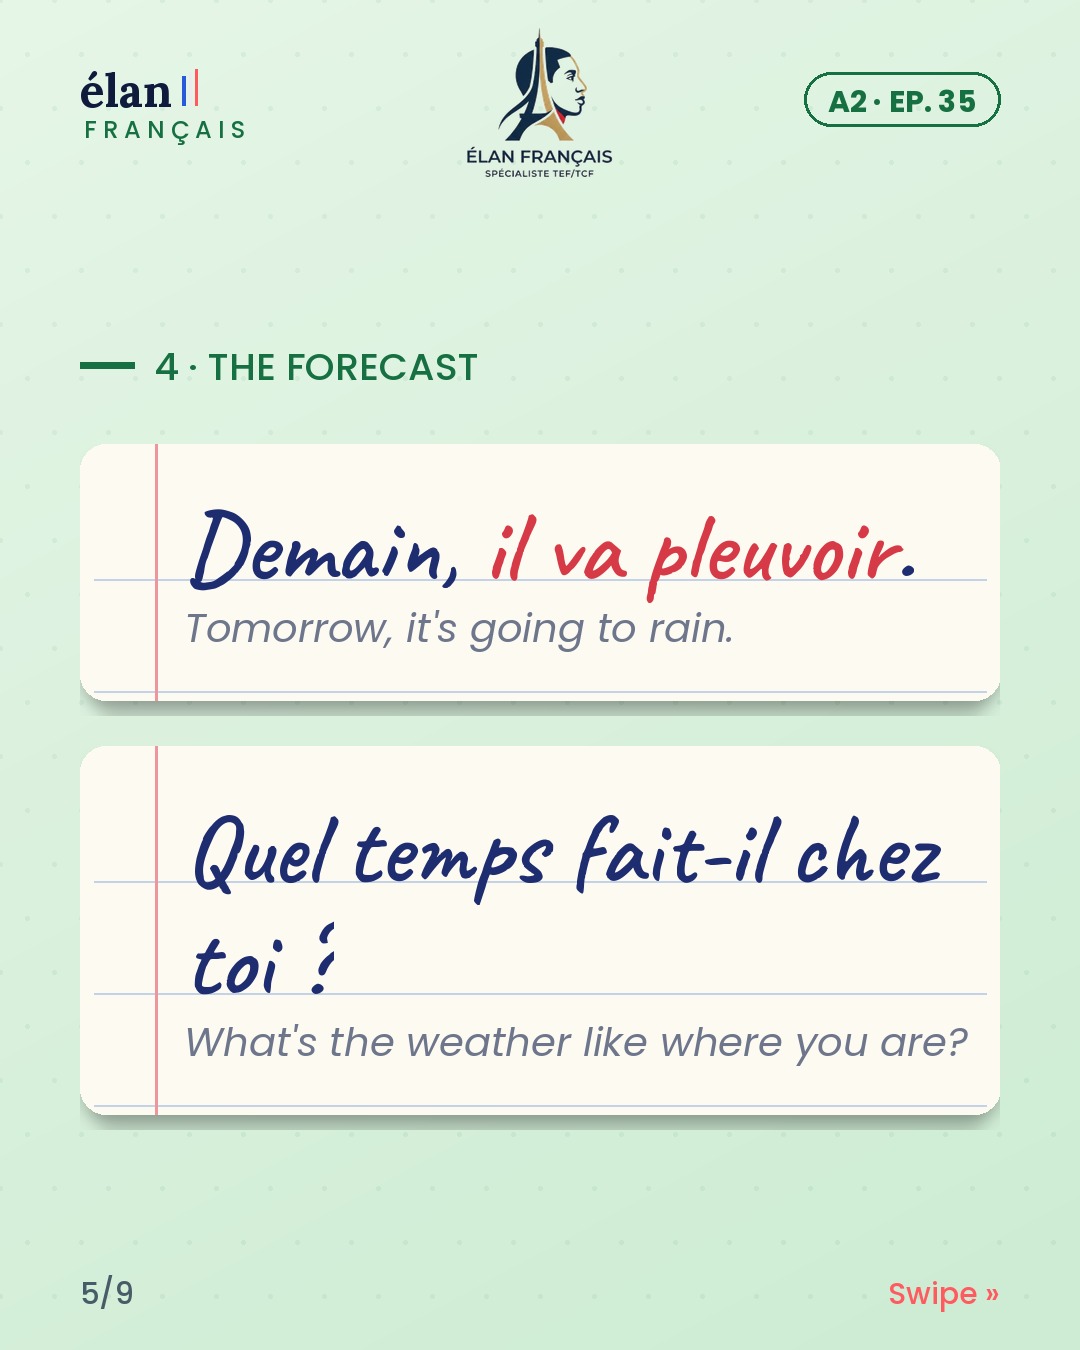 élan
FRANÇAIS
ÉLAN FRANÇAIS
SPÉCIALISTE TEF/TCF
A2 · EP. 35
4 · THE FORECAST
Demain, il va pleuvoir.
Tomorrow, it's going to rain.
Quel temps fait-il chez
toi ?
What's the weather like where you are?
5/9
Swipe »